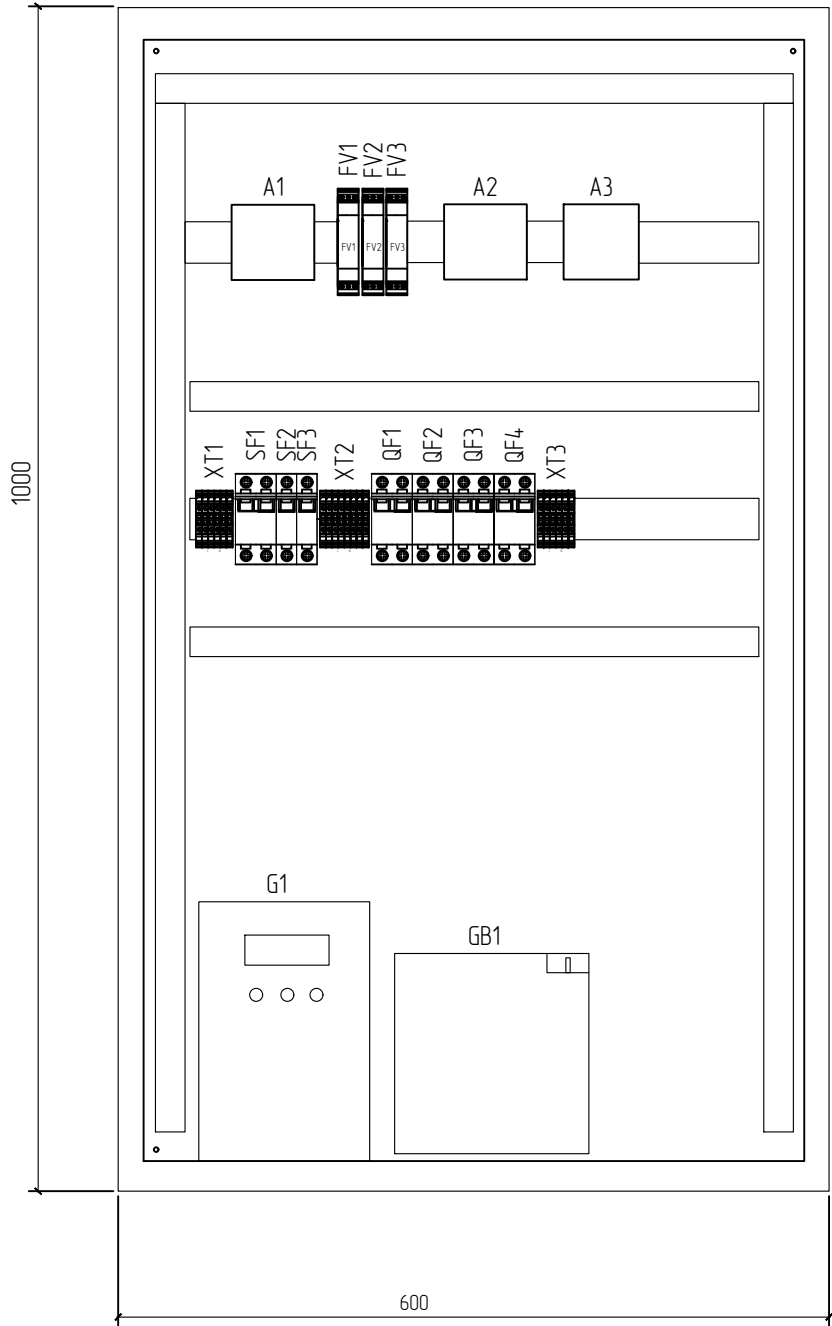 FV1
FV2
FV3
A1
A2
A3
FV1
FV2
FV3
XT1
SF1
SF2
SF3
XT2
QF1
QF2
QF3
QF4
XT3
1000
G1
GB1
600